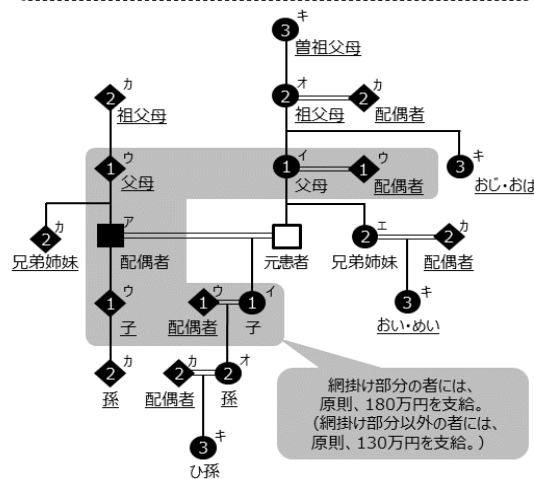 キ
3
曽祖父母
カ
2
祖父母
オ
2
祖父母
カ
2
配偶者
キ
3
おじ・おば
ウ
1
父母
イ
1
父母
ウ
1
配偶者
カ
2
兄弟姉妹
ア
配偶者
元患者
エ
2
兄弟姉妹
カ
2
配偶者
キ
3
おい・めい
ウ
1
子
ウ
1
配偶者
イ
1
子
カ
2
孫
カ
2
配偶者
オ
2
孫
キ
3
ひ孫
網掛け部分の者には、
原則、180万円を支給。
(網掛け部分以外の者には、
原則、130万円を支給。)